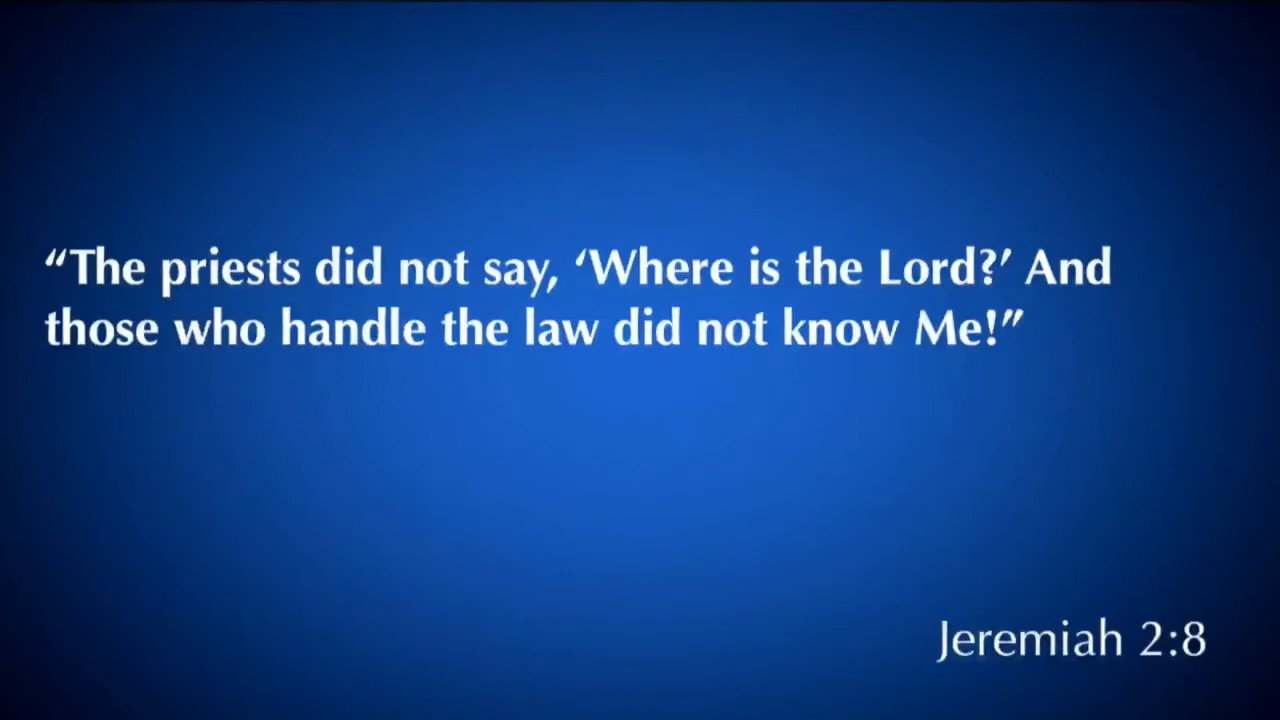 “The priests did not say, ‘Where is the Lord?’ And
those who handle the law did not know Me!”
Jeremiah 2:8